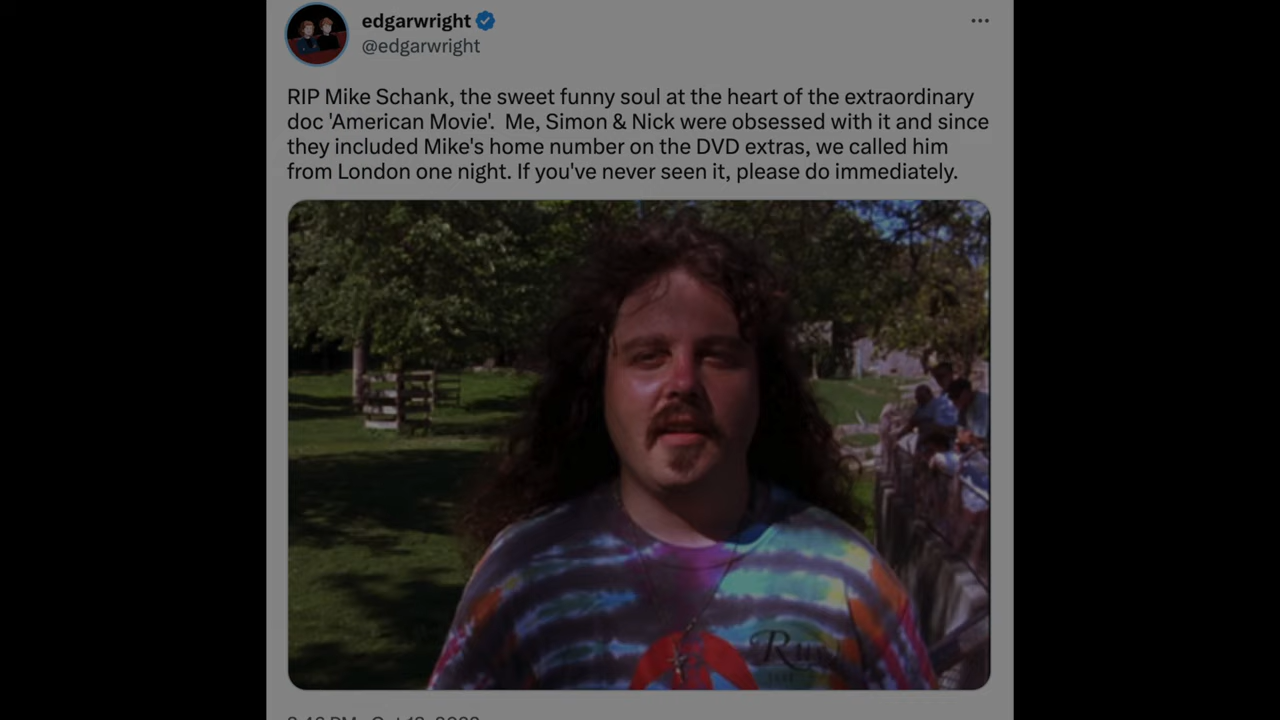 edgarwright
@edgarwright
RIP Mike Schank, the sweet funny soul at the heart of the extraordinary
doc 'American Movie'.  Me, Simon & Nick were obsessed with it and since
they included Mike's home number on the DVD extras, we called him
from London one night. If you've never seen it, please do immediately.